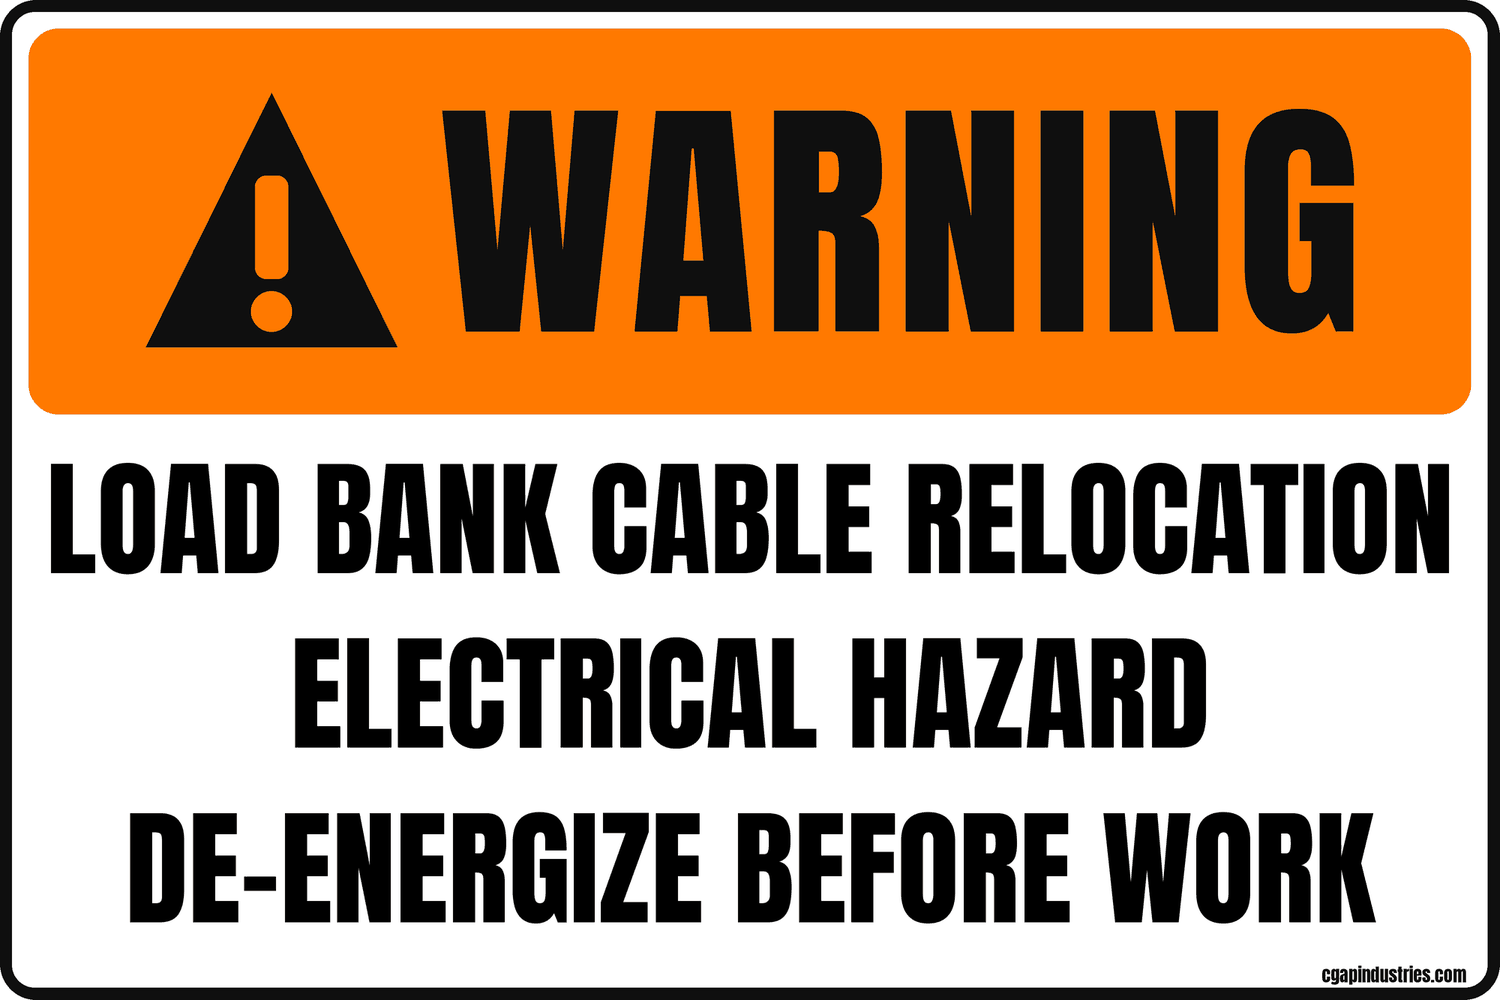 WARNING
LOAD BANK CABLE RELOCATION
ELECTRICAL HAZARD
DE-ENERGIZE BEFORE WORK
cgapindustries.com